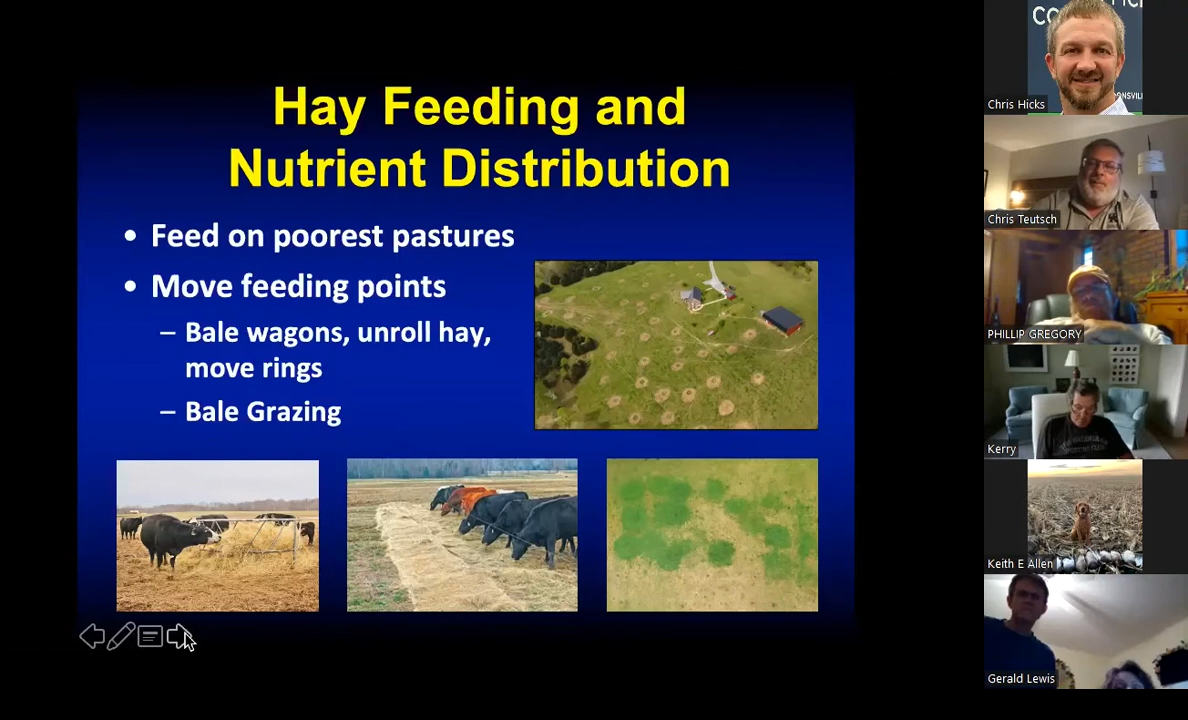 Hay Feeding and
Nutrient Distribution
• Feed on poorest pastures
• Move feeding points
– Bale wagons, unroll hay,
move rings
– Bale Grazing
Chris Hicks
Chris Teutsch
PHILLIP GREGORY
Kerry
Keith E Allen
Gerald Lewis